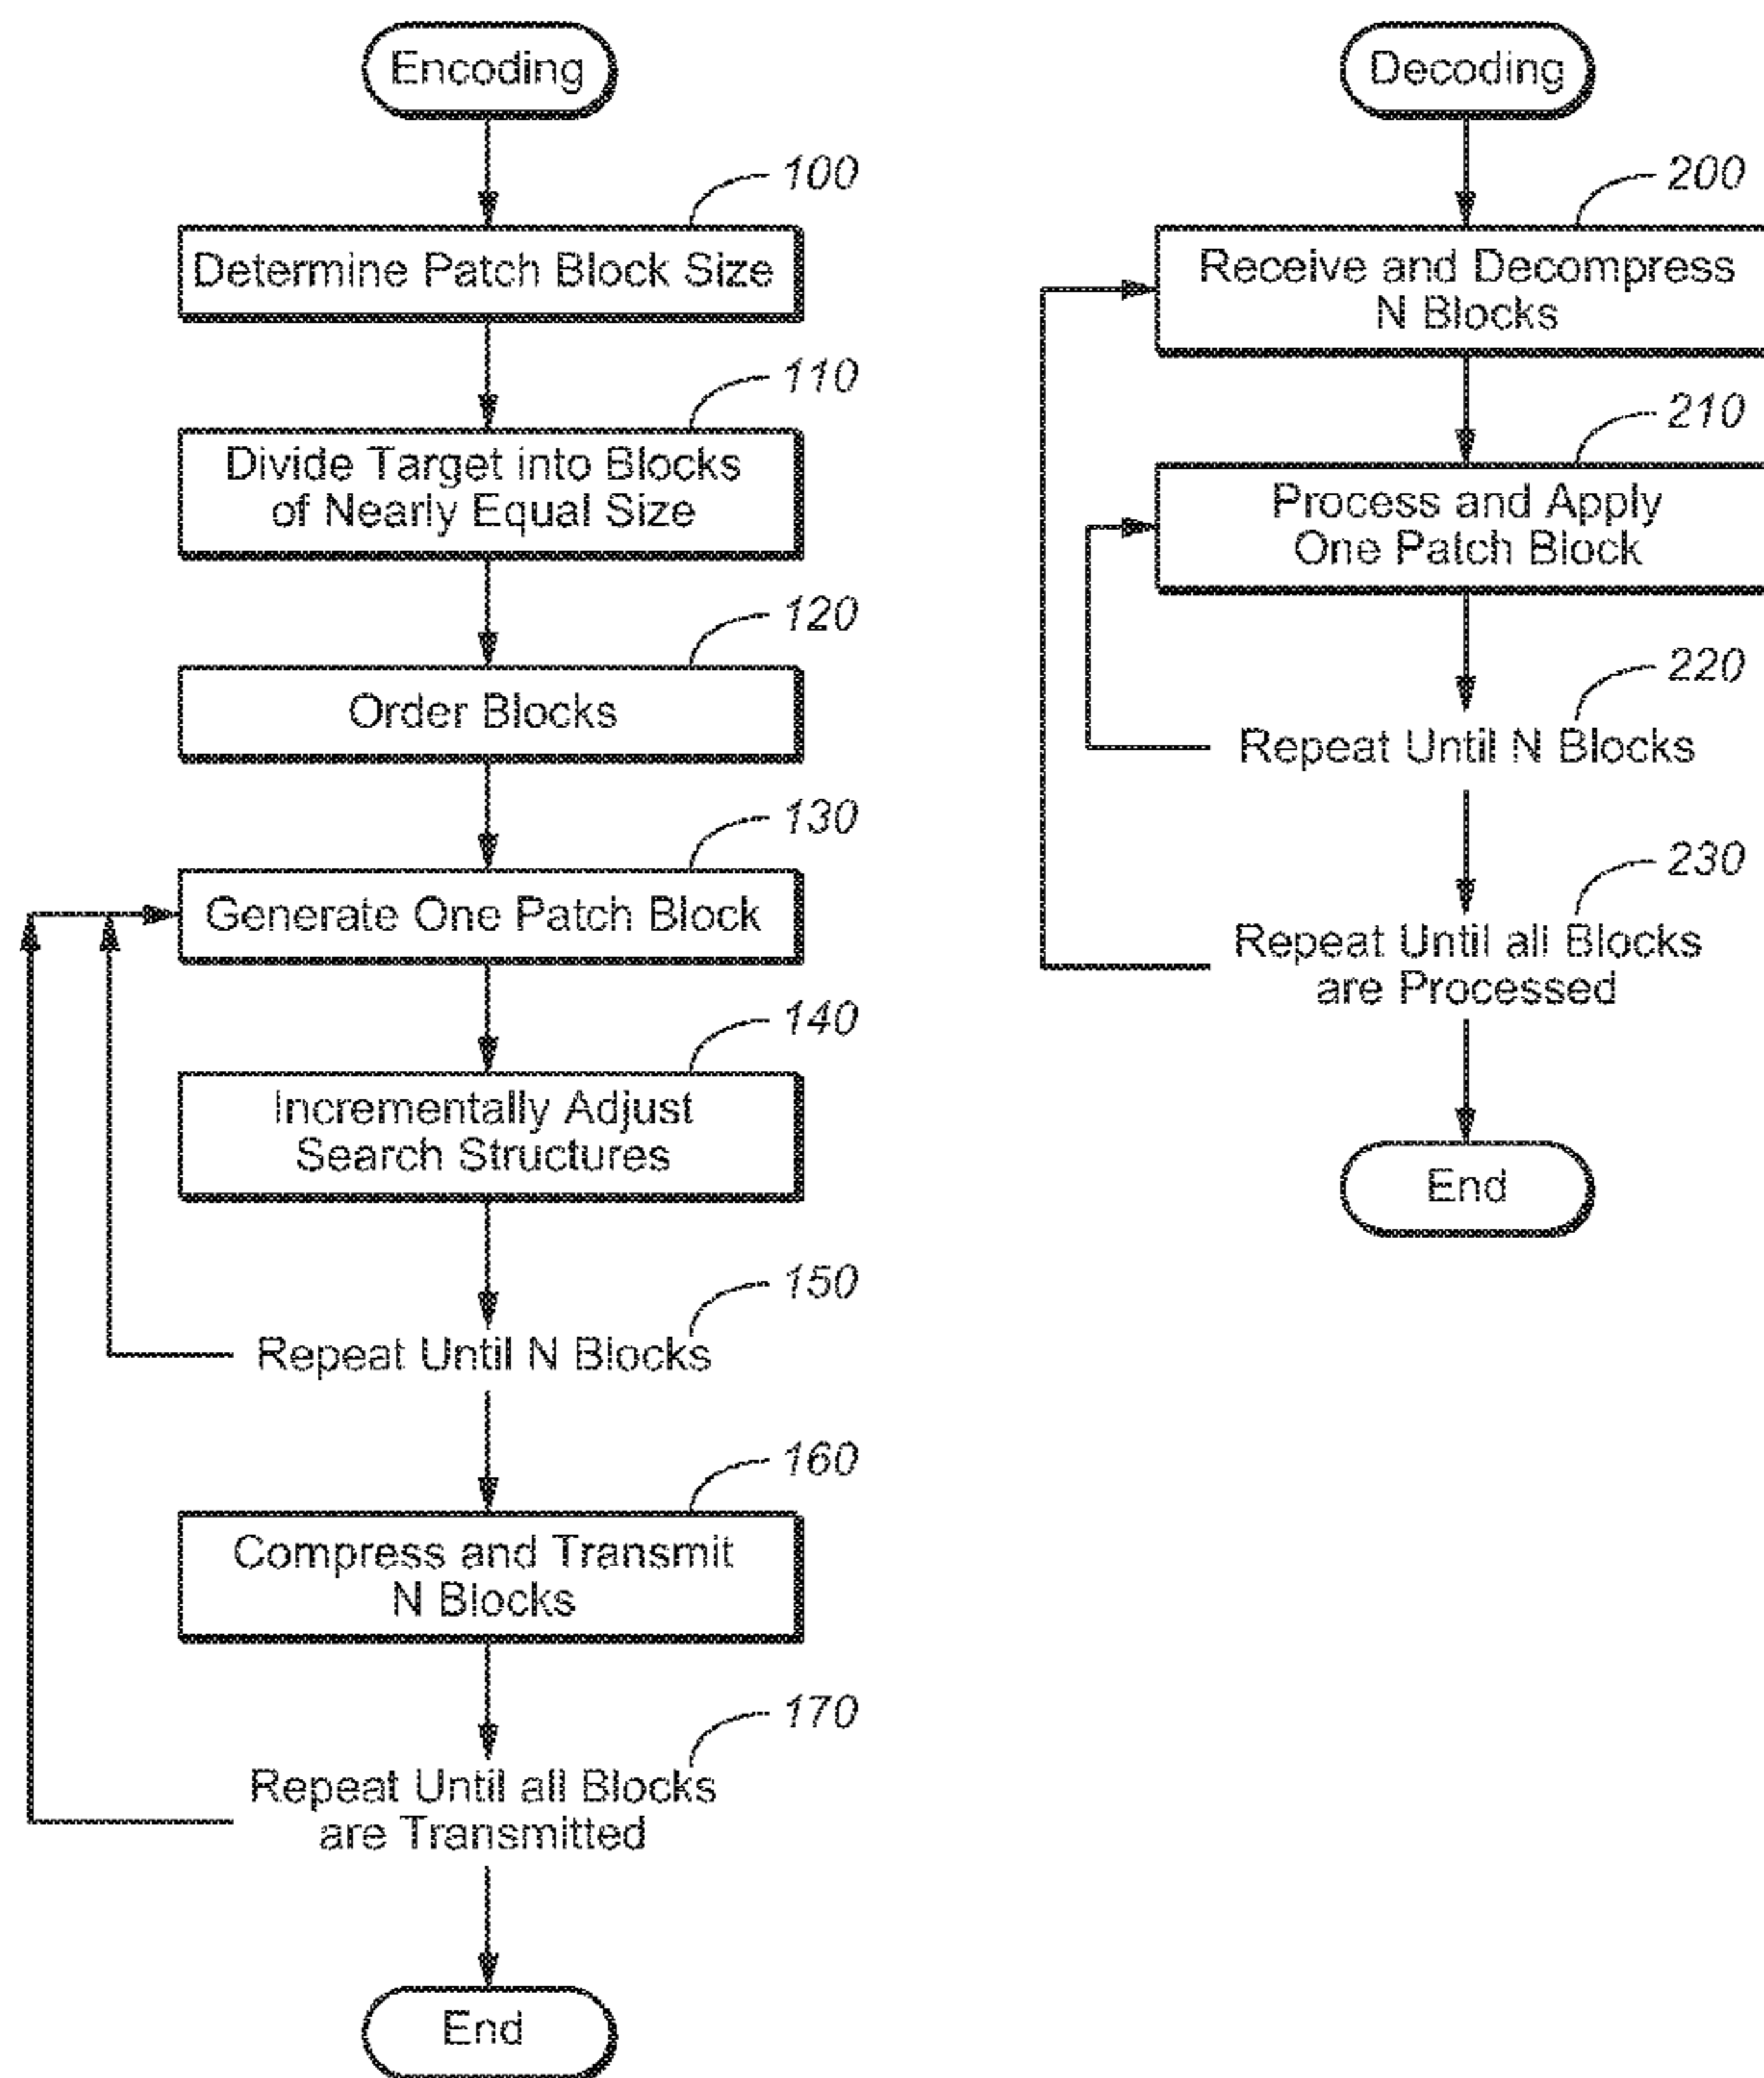 Encoding
100
Determine Patch Block Size
110
Divide Target into Blocks
of Nearly Equal Size
120
Order Blocks
130
Generate One Patch Block
140
Incrementally Adjust
Search Structures
150
Repeat Until N Blocks
160
Compress and Transmit
N Blocks
170
Repeat Until all Blocks
are Transmitted
End
Decoding
200
Receive and Decompress
N Blocks
210
Process and Apply
One Patch Block
220
Repeat Until N Blocks
230
Repeat Until all Blocks
are Processed
End